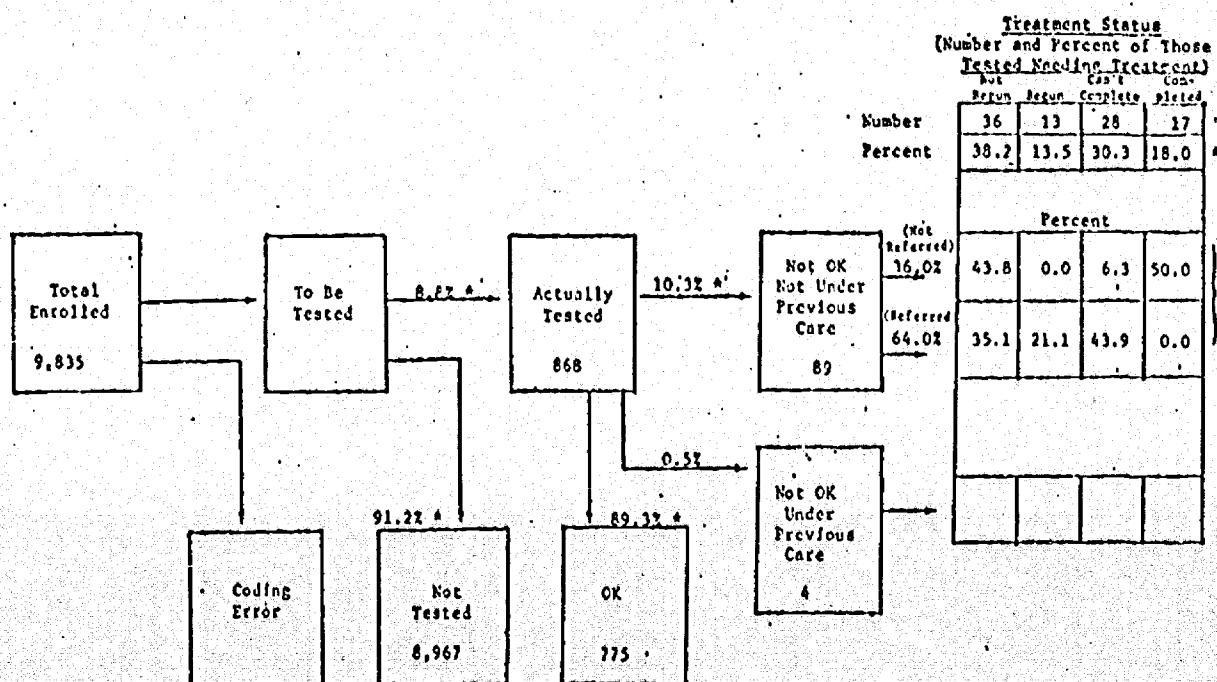 Treatment Status
(Number and Percent of Those
Tested Needing Treatment)
Not Begun Begun Can't Complete Com-pleted
Number 36 13 28 17
Percent 38.2 13.5 30.3 18.0
Percent
(Not Referred)
36.0% 43.8 0.0 6.3 50.0
(Referred
64.0% 35.1 21.1 43.9 0.0
Total
Enrolled
9,835
To Be
Tested
8.8% *
Actually
Tested
868
10.3% *
Not OK
Not Under
Previous
Care
89
0.5%
Not OK
Under
Previous
Care
4
91.2% *
89.3% *
Coding
Error
Not
Tested
8,967
OK
775